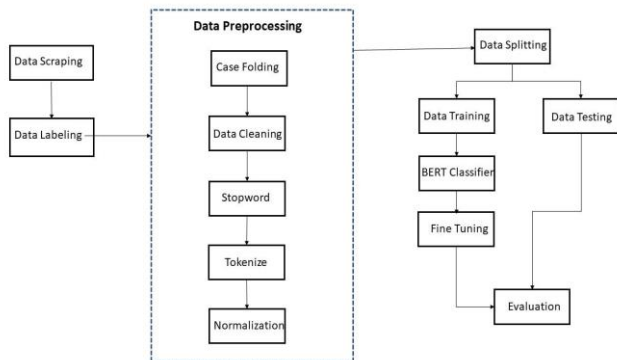 Data Scraping
Data Labeling
Data Preprocessing
Case Folding
Data Cleaning
Stopword
Tokenize
Normalization
Data Splitting
Data Training
Data Testing
BERT Classifier
Fine Tuning
Evaluation